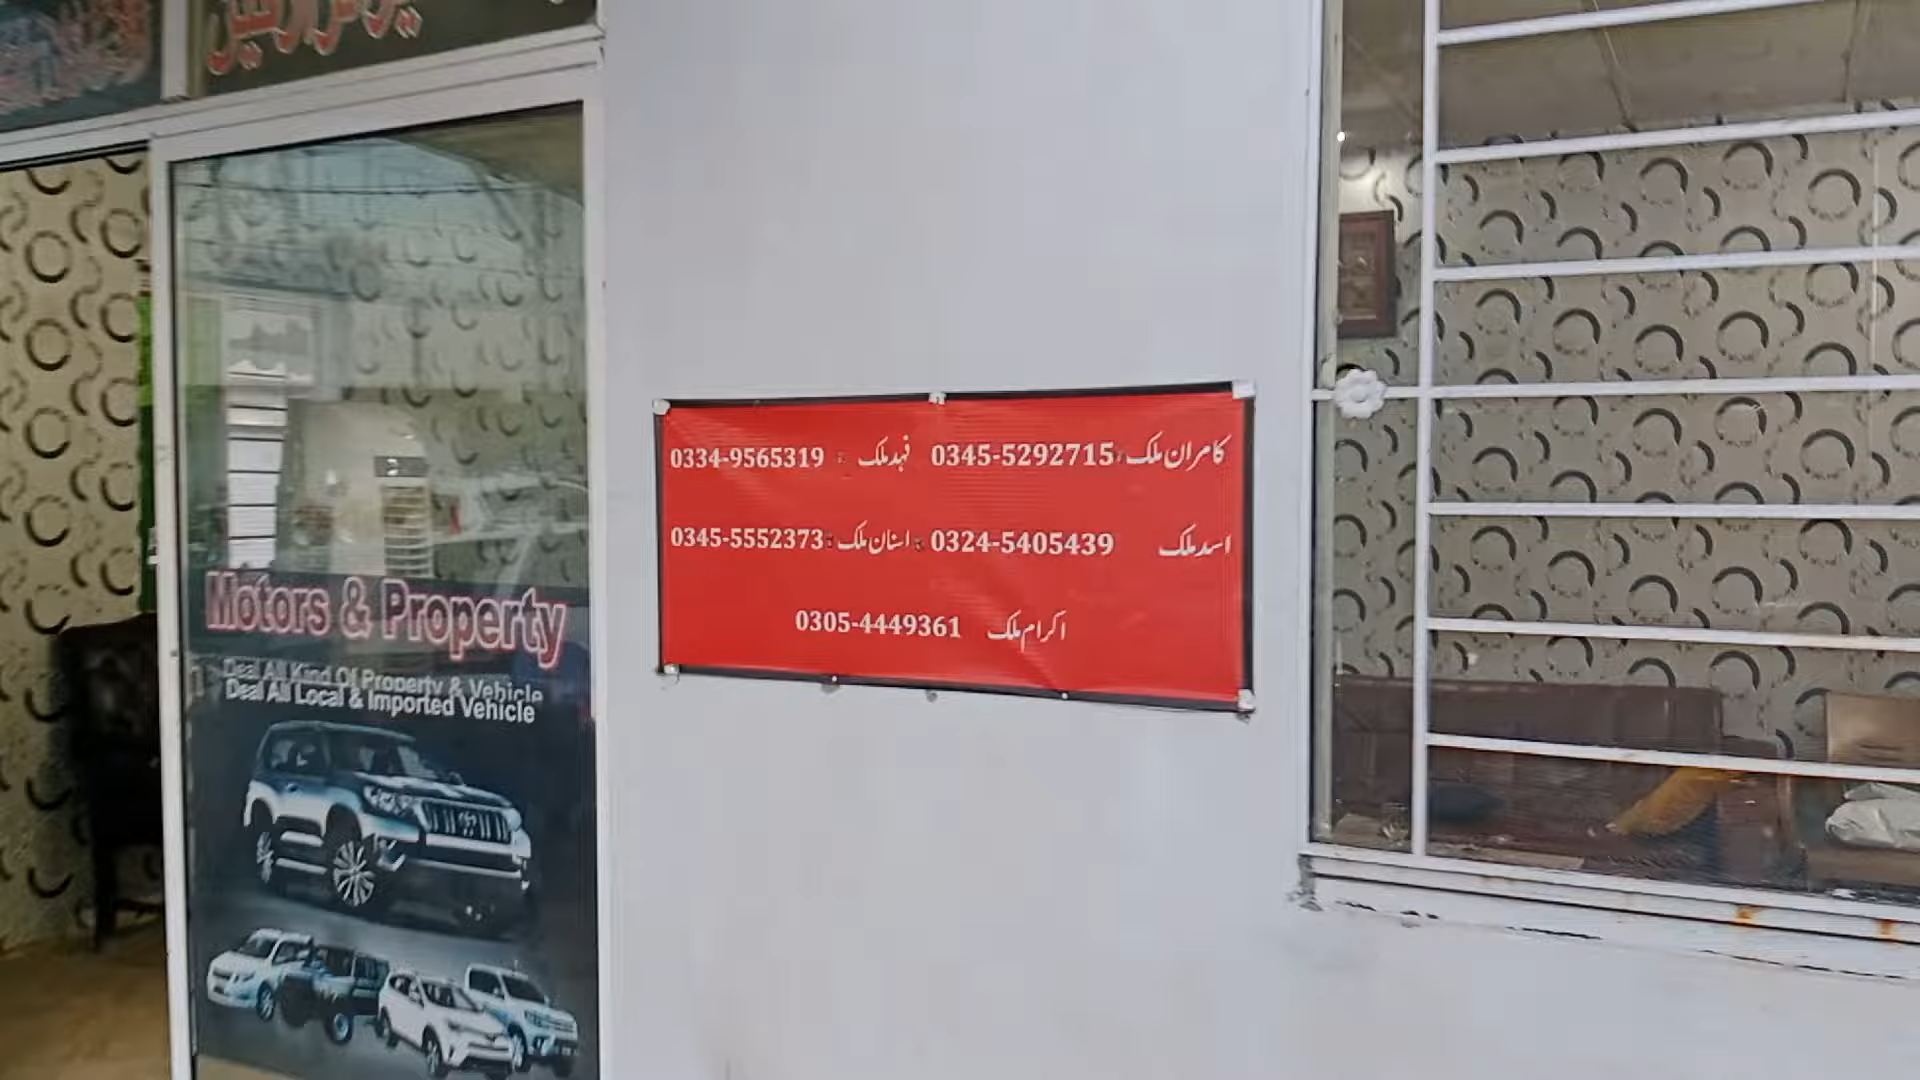 Motors & Property
Deal All Kind Of Property & Vehicle
Deal All Local & Imported Vehicle
کامران ملک: 0345-5292715 فہد ملک : 0334-9565319
اسد ملک 0324-5405439 : اسنان ملک: 0345-5552373
اکرام ملک 0305-4449361